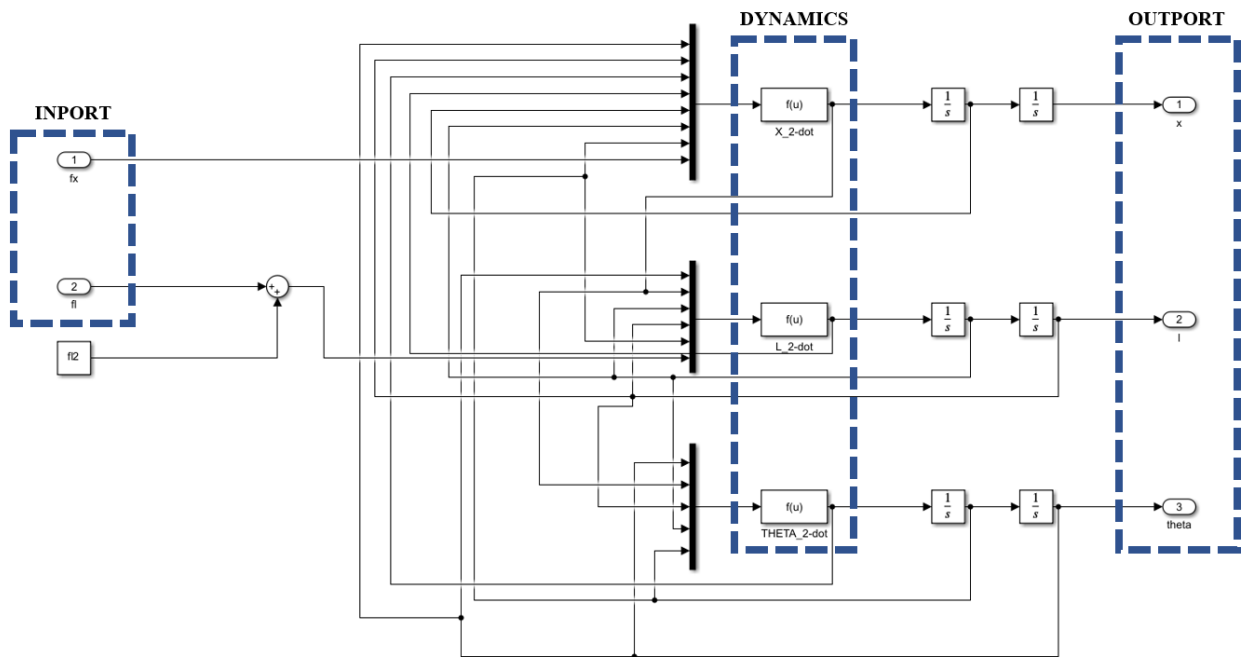 DYNAMICS
OUTPORT
INPORT
f(u)
X_2-dot
1
s
1
s
1
x
1
fx
2
fl
+
+
fl2
f(u)
L_2-dot
1
s
1
s
2
l
f(u)
THETA_2-dot
1
s
1
s
3
theta